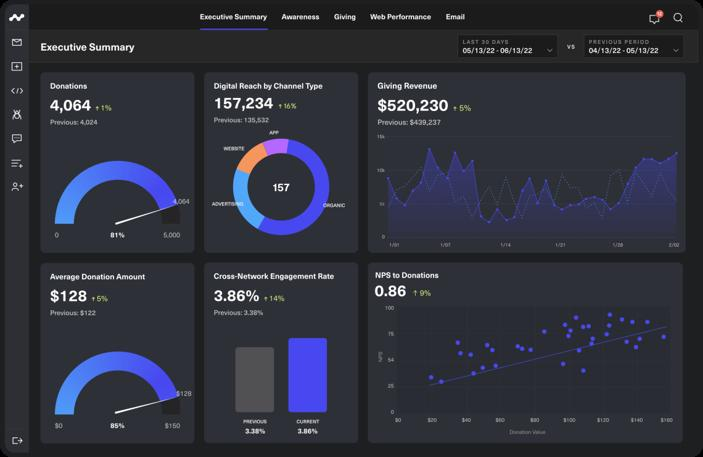 Executive Summary
Awareness
Giving
Web Performance
Email
Executive Summary
LAST 30 DAYS
05/13/22 - 06/13/22
VS
PREVIOUS PERIOD
04/13/22 - 05/13/22
Donations
4,064 ↑1%
Previous: 4,024
4,064
0
81%
5,000
Digital Reach by Channel Type
157,234 ↑16%
Previous: 135,532
APP
WEBSITE
157
ADVERTISING
ORGANIC
Giving Revenue
$520,230 ↑5%
Previous: $439,237
15k
10k
5k
0
1/01
1/07
1/14
1/21
1/28
2/02
Average Donation Amount
$128 ↑5%
Previous: $122
$128
$0
85%
$150
Cross-Network Engagement Rate
3.86% ↑14%
Previous: 3.38%
PREVIOUS
3.38%
CURRENT
3.86%
NPS to Donations
0.86 ↑9%
100
75
54
25
0
NPS
$0
$20
$40
$60
$80
$100
$120
$140
$160
Donation Value